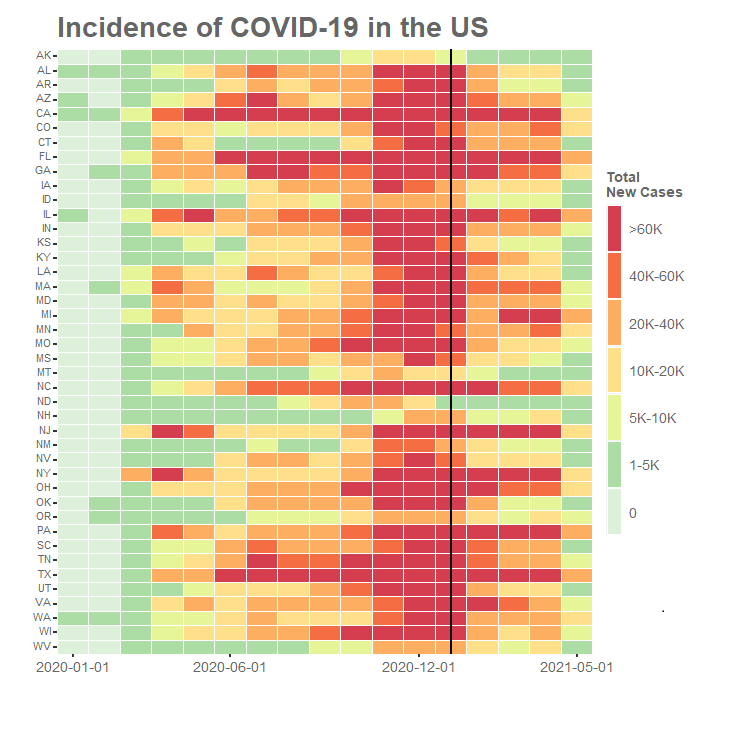 Incidence of COVID-19 in the US
AK
AL
AR
AZ
CA
CO
CT
FL
GA
IA
ID
IL
IN
KS
KY
LA
MA
MD
MI
MN
MO
MS
MT
NC
ND
NH
NJ
NM
NV
NY
OH
OK
OR
PA
SC
TN
TX
UT
VA
WA
WI
WV
2020-01-01 2020-06-01 2020-12-01 2021-05-01
Total
New Cases
>60K
40K-60K
20K-40K
10K-20K
5K-10K
1-5K
0
.